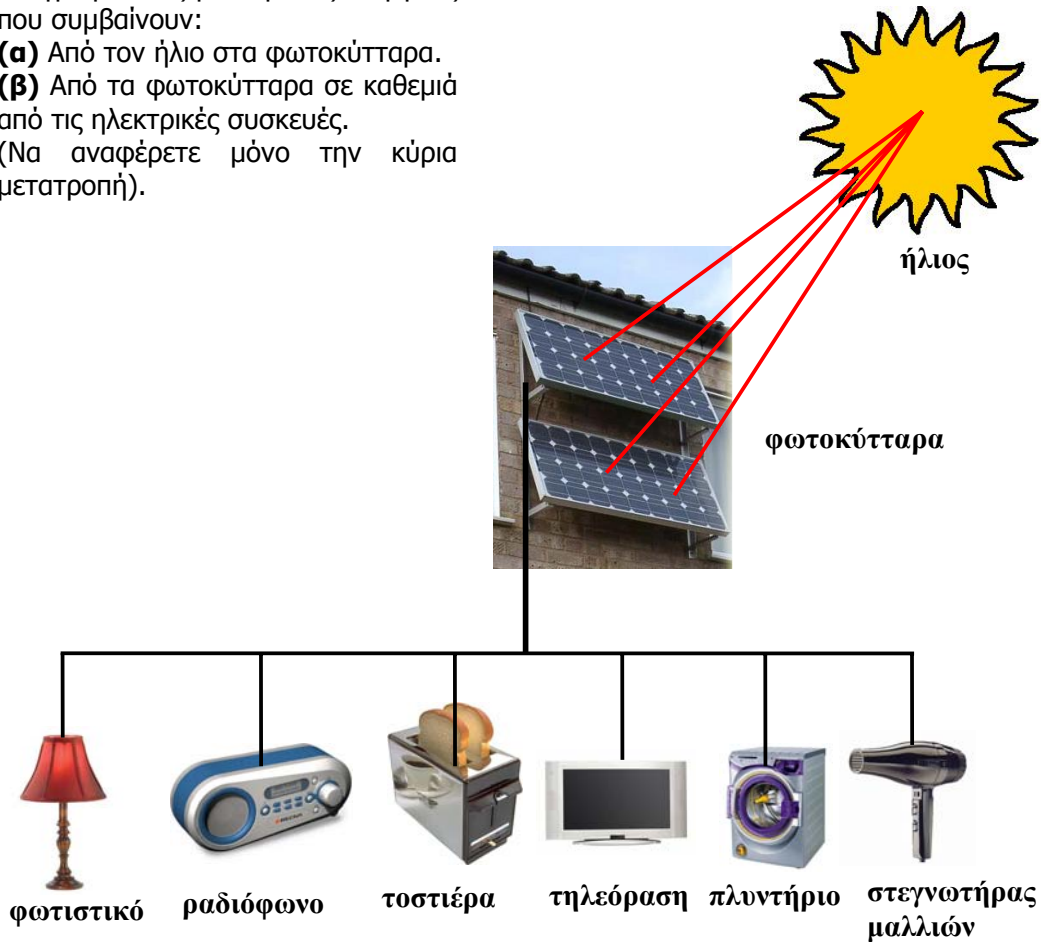 που συμβαίνουν:
(α) Από τον ήλιο στα φωτοκύτταρα.
(β) Από τα φωτοκύτταρα σε καθεμιά
από τις ηλεκτρικές συσκευές.
(Να αναφέρετε μόνο την κύρια
μετατροπή).
ήλιος
φωτοκύτταρα
φωτιστικό
ραδιόφωνο
τοστιέρα
τηλεόραση
πλυντήριο
στεγνωτήρας
μαλλιών